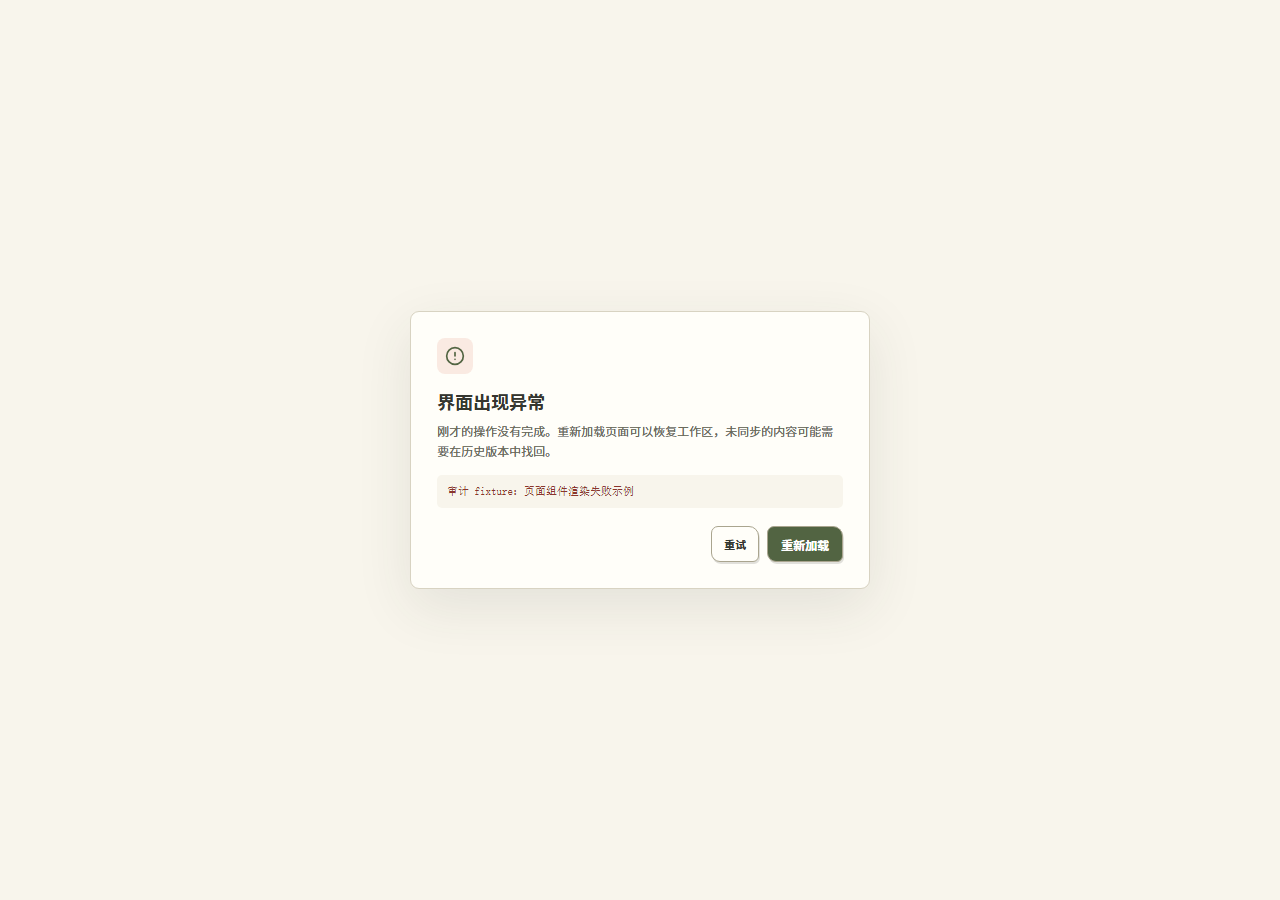 界面出现异常
刚才的操作没有完成。重新加载页面可以恢复工作区，未同步的内容可能需
要在历史版本中找回。
审计 fixture: 页面组件渲染失败示例
重试
重新加载